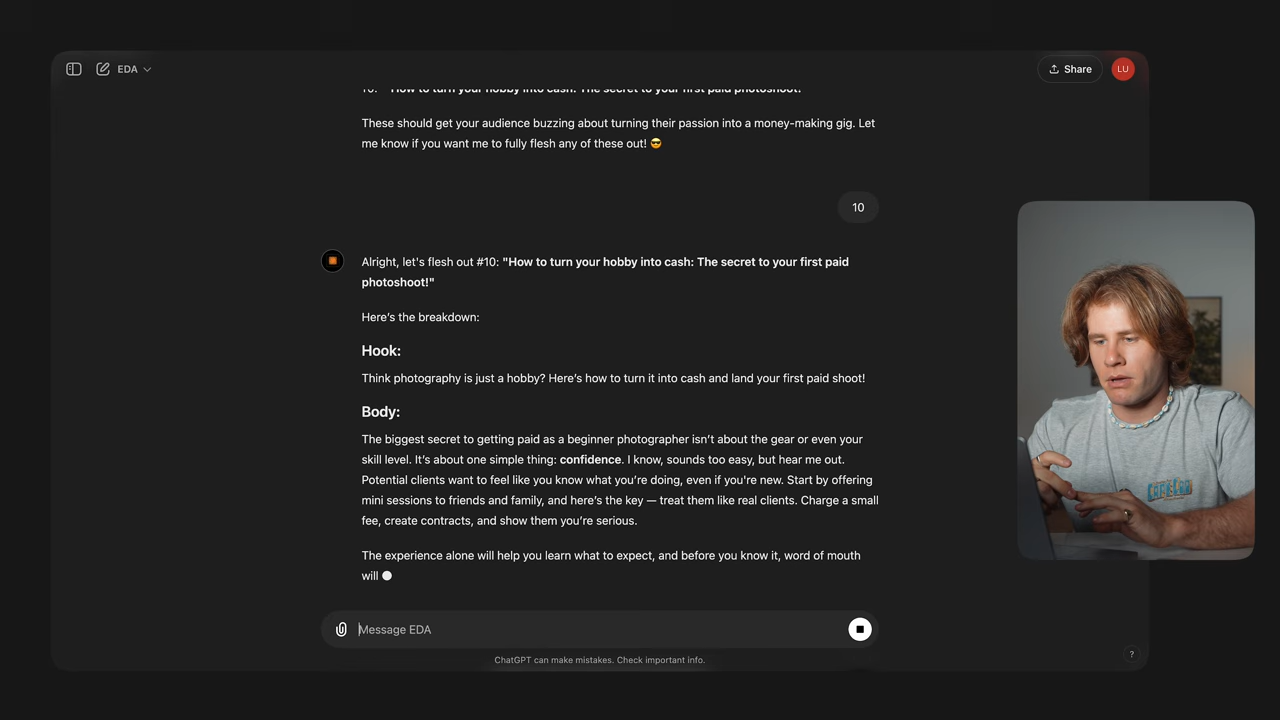 EDA
Share
LU
10. "How to turn your hobby into cash: The secret to your first paid photoshoot!"
These should get your audience buzzing about turning their passion into a money-making gig. Let
me know if you want me to fully flesh any of these out! 😎
10
Alright, let's flesh out #10: "How to turn your hobby into cash: The secret to your first paid
photoshoot!"
Here’s the breakdown:
Hook:
Think photography is just a hobby? Here’s how to turn it into cash and land your first paid shoot!
Body:
The biggest secret to getting paid as a beginner photographer isn’t about the gear or even your
skill level. It’s about one simple thing: confidence. I know, sounds too easy, but hear me out.
Potential clients want to feel like you know what you’re doing, even if you're new. Start by offering
mini sessions to friends and family, and here’s the key — treat them like real clients. Charge a small
fee, create contracts, and show them you’re serious.
The experience alone will help you learn what to expect, and before you know it, word of mouth
will
Message EDA
ChatGPT can make mistakes. Check important info.
?